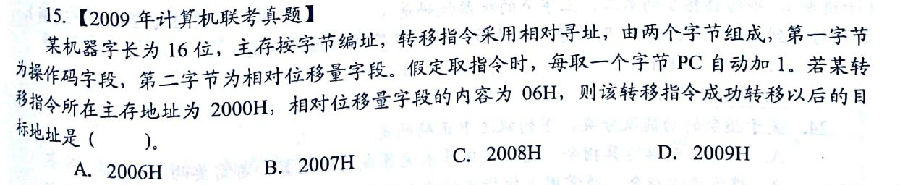 15.【2009 年计算机联考真题】
某机器字长为 16 位，主存按字节编址，转移指令采用相对寻址，由两个字节组成，第一字节
为操作码字段，第二字节为相对位移量字段。假定取指令时，每取一个字节 PC 自动加 1。若某转
移指令所在主存地址为 2000H，相对位移量字段的内容为 06H，则该转移指令成功转移以后的目
标地址是（ ）。
A. 2006H B. 2007H C. 2008H D. 2009H